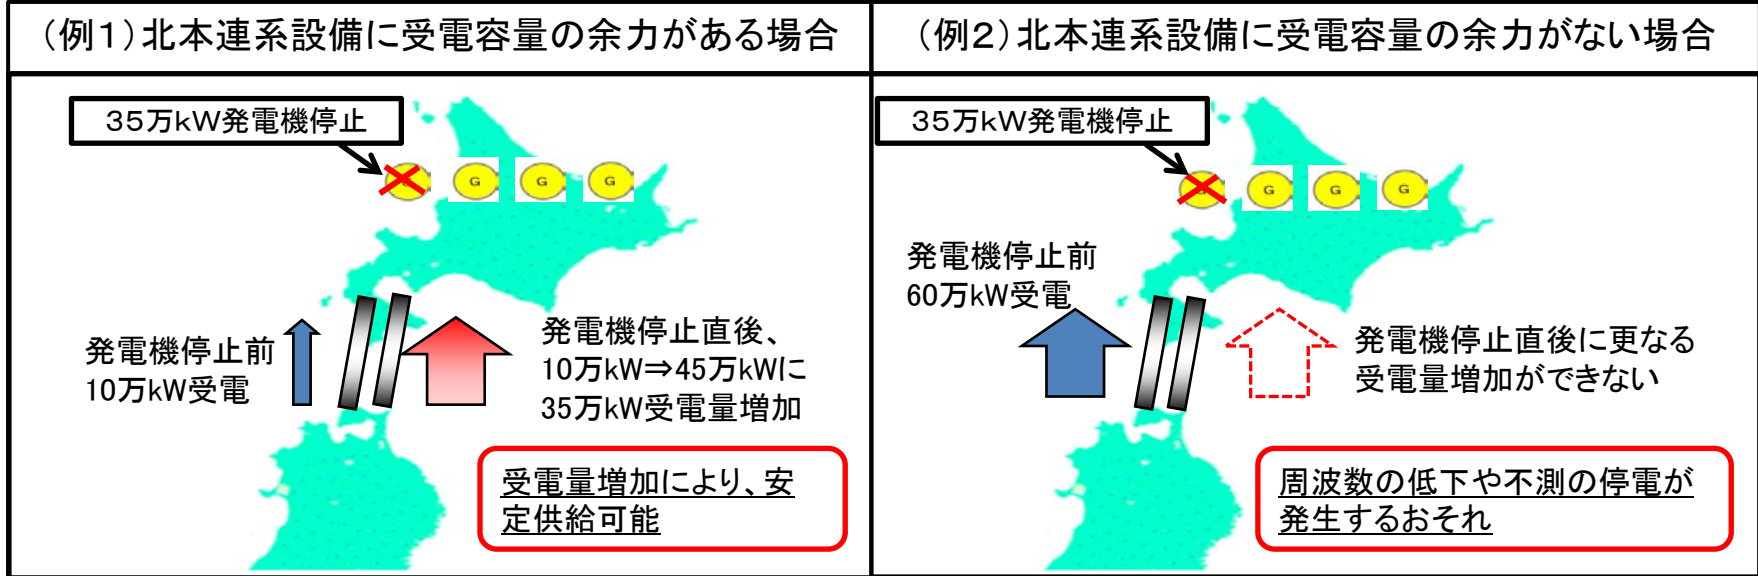 （例１）北本連系設備に受電容量の余力がある場合
35万kW発電機停止
G
G
G
G
発電機停止前
10万kW受電
発電機停止直後、
10万kW⇒45万kWに
35万kW受電量増加
受電量増加により、安
定供給可能
（例２）北本連系設備に受電容量の余力がない場合
35万kW発電機停止
G
G
G
G
発電機停止前
60万kW受電
発電機停止直後に更なる
受電量増加ができない
周波数の低下や不測の停電が
発生するおそれ